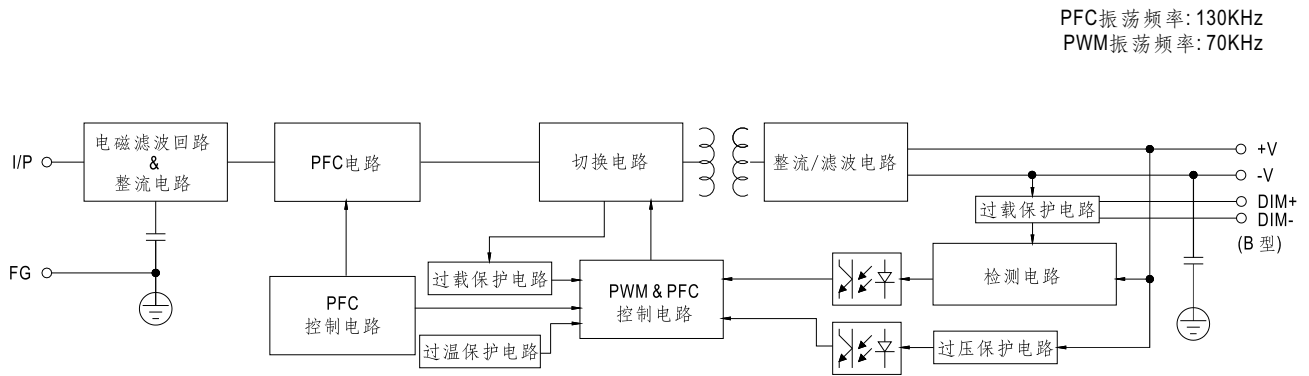 PFC振荡频率: 130KHz
PWM振荡频率: 70KHz
I/P
电磁滤波回路
&
整流电路
PFC电路
切换电路
整流/滤波电路
+V
-V
过载保护电路
DIM+
DIM-
(B 型)
FG
过载保护电路
PFC
控制电路
PWM & PFC
控制电路
检测电路
过温保护电路
过压保护电路